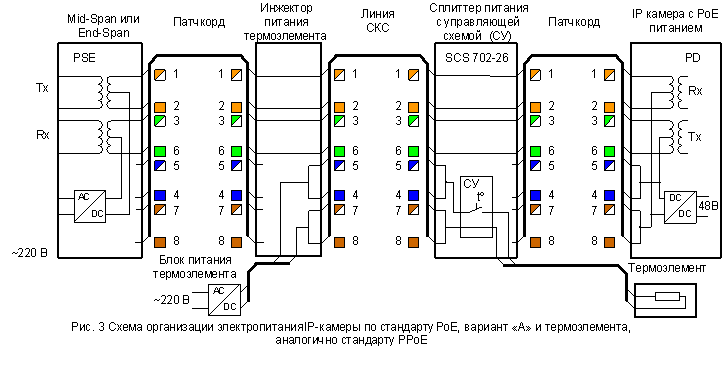 Mid-Span или
End-Span
Патчкорд
Инжектор
питания
термоэлемента
Линия
СКС
Сплиттер питания
с управляющей
схемой (СУ)
Патчкорд
IP камера с PoE
питанием
PSE
SCS 702-26
PD
Tx
Rx
Rx
Tx
1 1 1 1 1 1
2 2 2 2 2 2
3 3 3 3 3 3
6 6 6 6 6 6
5 5 5 5 5 5
4 4 4 4 4 4
7 7 7 7 7 7
8 8 8 8 8 8
AC
DC
СУ
t°
DC
DC
48В
~220 В
Блок питания
термоэлемента
~220 В
AC
DC
Термоэлемент
Рис. 3 Схема организации электропитанияIP-камеры по стандарту PoE, вариант «А» и термоэлемента,
аналогично стандарту PPoE